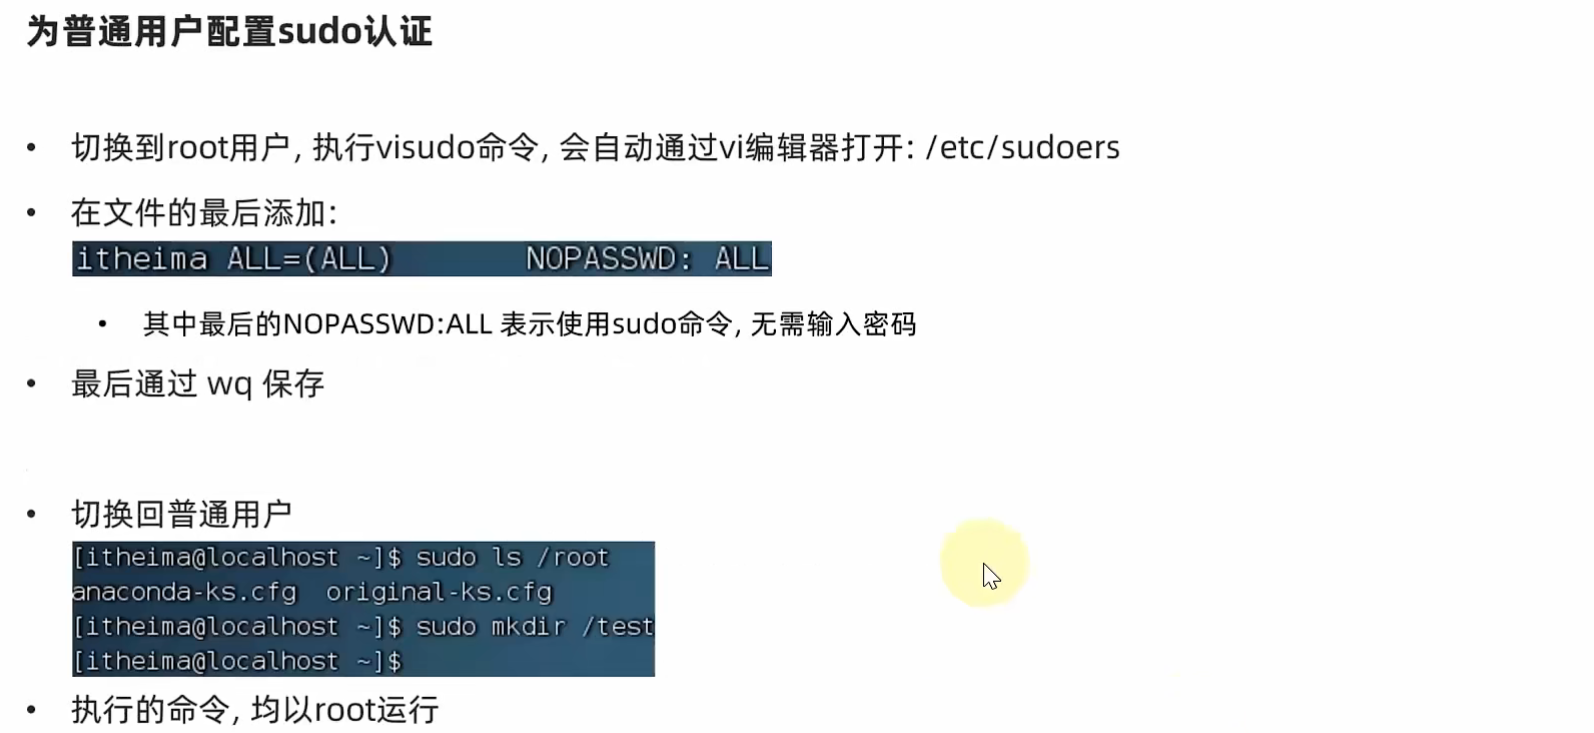 为普通用户配置sudo认证
• 切换到root用户, 执行visudo命令, 会自动通过vi编辑器打开: /etc/sudoers
• 在文件的最后添加:
itheima ALL=(ALL)       NOPASSWD: ALL
• 其中最后的NOPASSWD:ALL 表示使用sudo命令, 无需输入密码
• 最后通过 wq 保存
• 切换回普通用户
[itheima@localhost ~]$ sudo ls /root
anaconda-ks.cfg  original-ks.cfg
[itheima@localhost ~]$ sudo mkdir /test
[itheima@localhost ~]$
• 执行的命令, 均以root运行